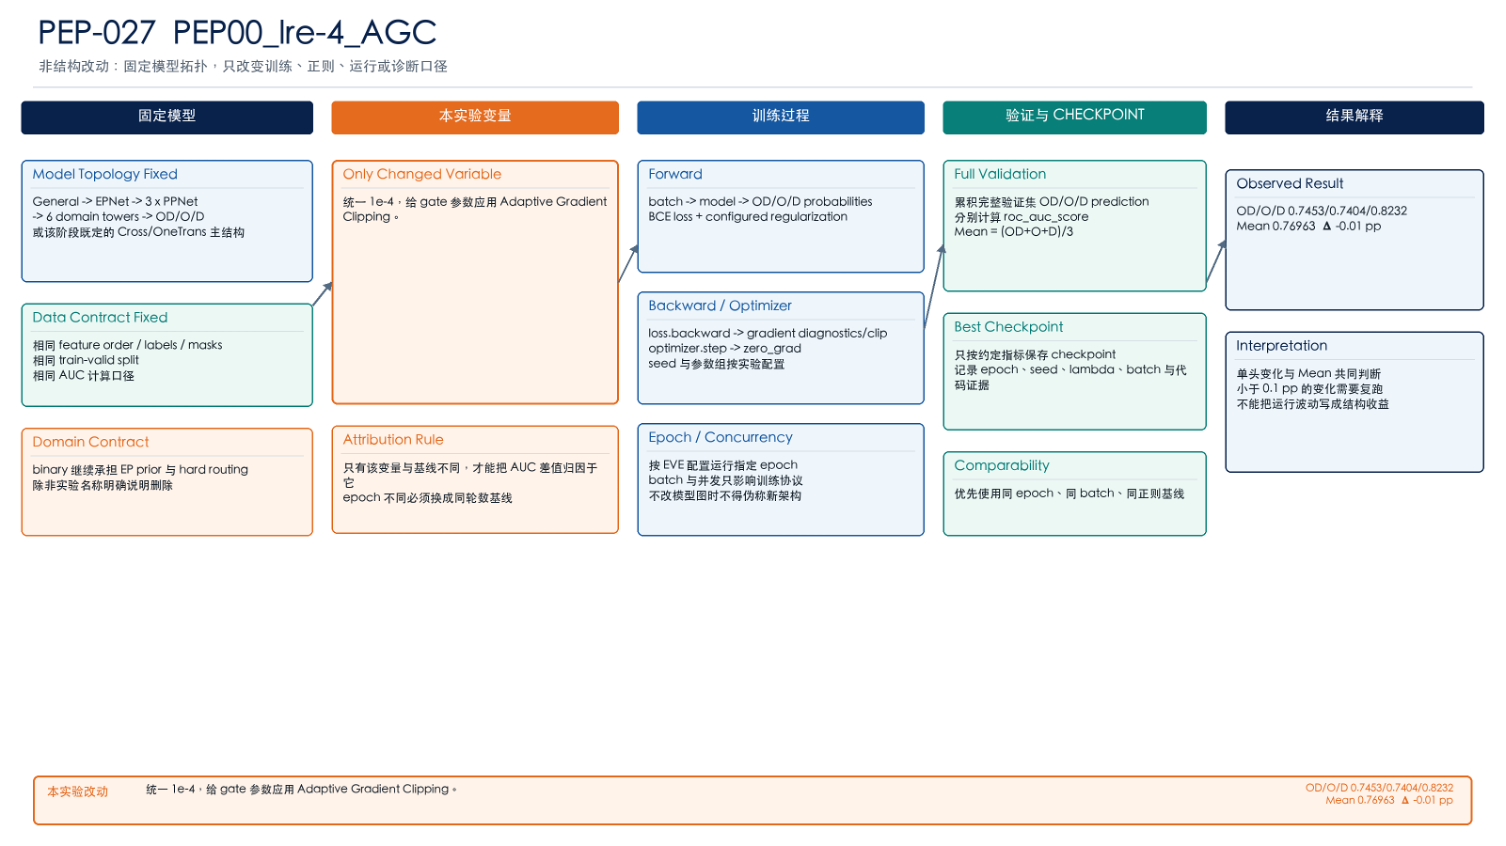 PEP-027 PEP00_lre-4_AGC
非结构改动：固定模型拓扑，只改变训练、正则、运行或诊断口径
固定模型
本实验变量
训练过程
验证与 CHECKPOINT
结果解释
Model Topology Fixed
General -> EPNet -> 3 x PPNet
-> 6 domain towers -> OD/O/D
或该阶段既定的 Cross/OneTrans 主结构
Data Contract Fixed
相同 feature order / labels / masks
相同 train-valid split
相同 AUC 计算口径
Domain Contract
binary 继续承担 EP prior 与 hard routing
除非实验名称明确说明删除
Only Changed Variable
统一 1e-4，给 gate 参数应用 Adaptive Gradient
Clipping。
Attribution Rule
只有该变量与基线不同，才能把 AUC 差值归因于
它
epoch 不同必须换成同轮数基线
Forward
batch -> model -> OD/O/D probabilities
BCE loss + configured regularization
Backward / Optimizer
loss.backward -> gradient diagnostics/clip
optimizer.step -> zero_grad
seed 与参数组按实验配置
Epoch / Concurrency
按 EVE 配置运行指定 epoch
batch 与并发只影响训练协议
不改模型图时不得伪称新架构
Full Validation
累积完整验证集 OD/O/D prediction
分别计算 roc_auc_score
Mean = (OD+O+D)/3
Best Checkpoint
只按约定指标保存 checkpoint
记录 epoch、seed、lambda、batch 与代
码证据
Comparability
优先使用同 epoch、同 batch、同正则基线
Observed Result
OD/O/D 0.7453/0.7404/0.8232
Mean 0.76963 Δ -0.01 pp
Interpretation
单头变化与 Mean 共同判断
小于 0.1 pp 的变化需要复跑
不能把运行波动写成结构收益
本实验改动
统一 1e-4，给 gate 参数应用 Adaptive Gradient Clipping。
OD/O/D 0.7453/0.7404/0.8232
Mean 0.76963 Δ -0.01 pp